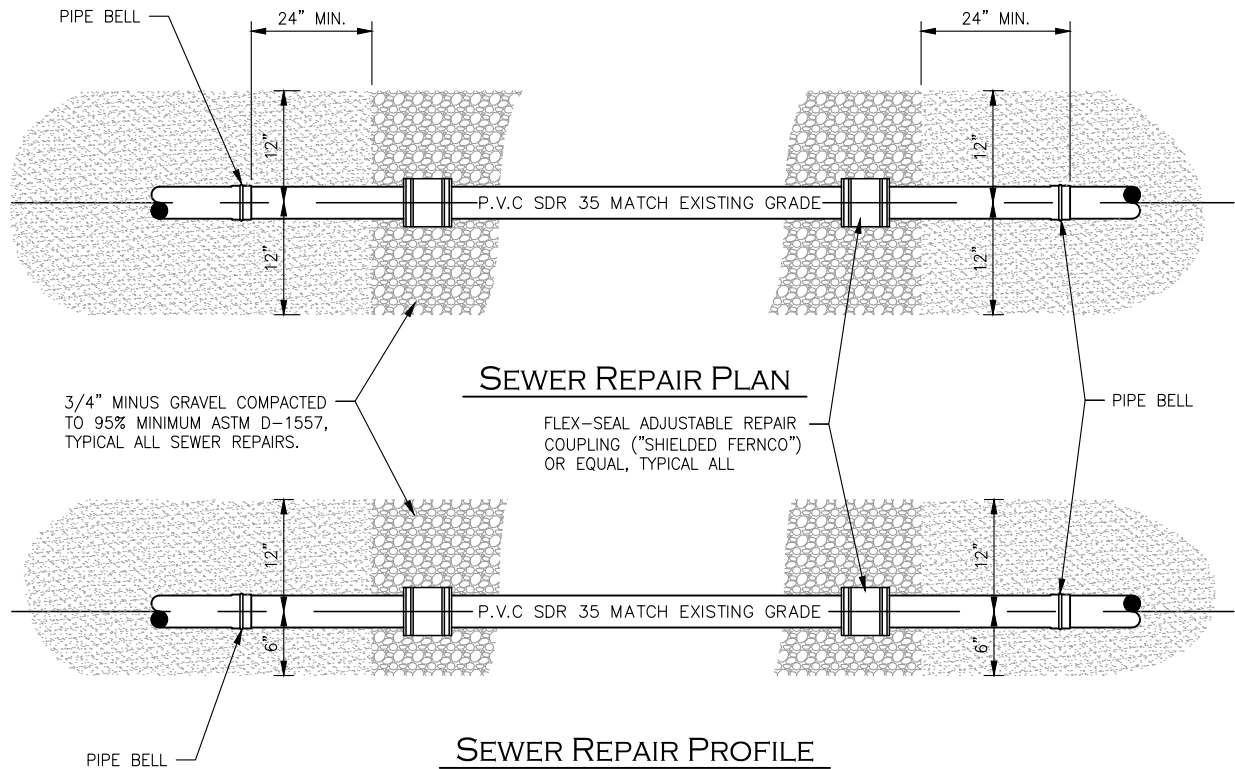 PIPE BELL
24" MIN.
24" MIN.
12"
12"
12"
12"
P.V.C SDR 35 MATCH EXISTING GRADE
SEWER REPAIR PLAN
3/4" MINUS GRAVEL COMPACTED
TO 95% MINIMUM ASTM D-1557,
TYPICAL ALL SEWER REPAIRS.
FLEX-SEAL ADJUSTABLE REPAIR
COUPLING ("SHIELDED FERNCO")
OR EQUAL, TYPICAL ALL
PIPE BELL
12"
12"
P.V.C SDR 35 MATCH EXISTING GRADE
6"
6"
PIPE BELL
SEWER REPAIR PROFILE